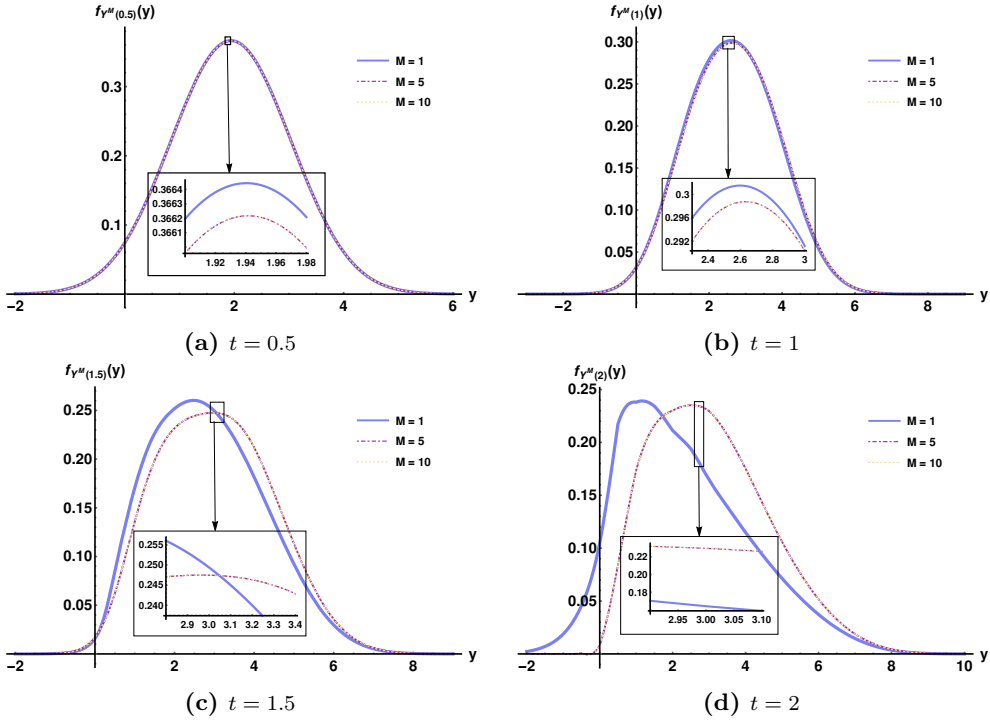 f_{Y^M(0.5)}(y)
0.3
0.2
0.1
−2 0 2 4 6 y
M = 1
M = 5
M = 10
0.3664
0.3663
0.3662
0.3661
1.92 1.94 1.96 1.98
(a) t = 0.5
f_{Y^M(1)}(y)
0.30
0.25
0.20
0.15
0.10
0.05
−2 0 2 4 6 8 y
M = 1
M = 5
M = 10
0.3
0.296
0.292
2.4 2.6 2.8 3
(b) t = 1
f_{Y^M(1.5)}(y)
0.25
0.20
0.15
0.10
0.05
−2 0 2 4 6 8 y
M = 1
M = 5
M = 10
0.255
0.250
0.245
0.240
2.9 3.0 3.1 3.2 3.3 3.4
(c) t = 1.5
f_{Y^M(2)}(y)
0.25
0.20
0.15
0.10
0.05
−2 0 2 4 6 8 10 y
M = 1
M = 5
M = 10
0.22
0.20
0.18
2.95 3.00 3.05 3.10
(d) t = 2